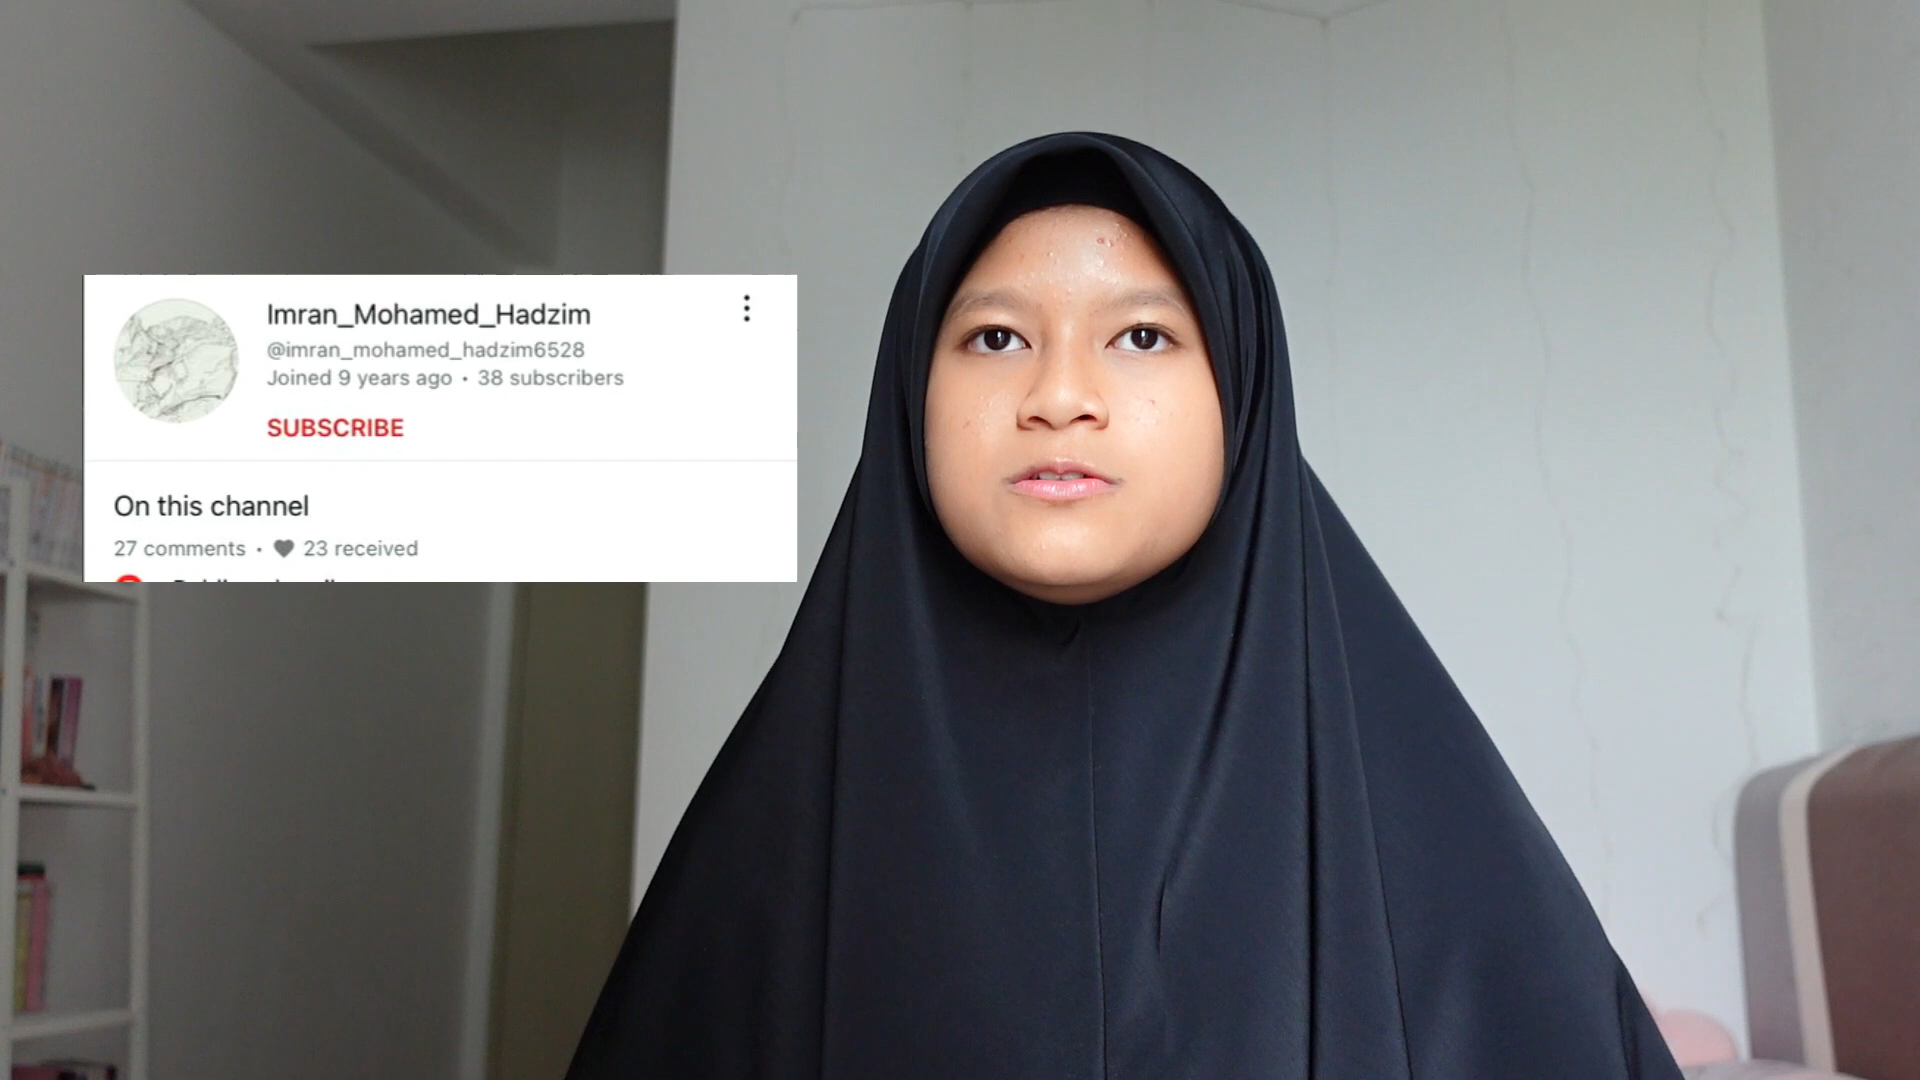 Imran_Mohamed_Hadzim
@imran_mohamed_hadzim6528
Joined 9 years ago • 38 subscribers
SUBSCRIBE
On this channel
27 comments • 23 received